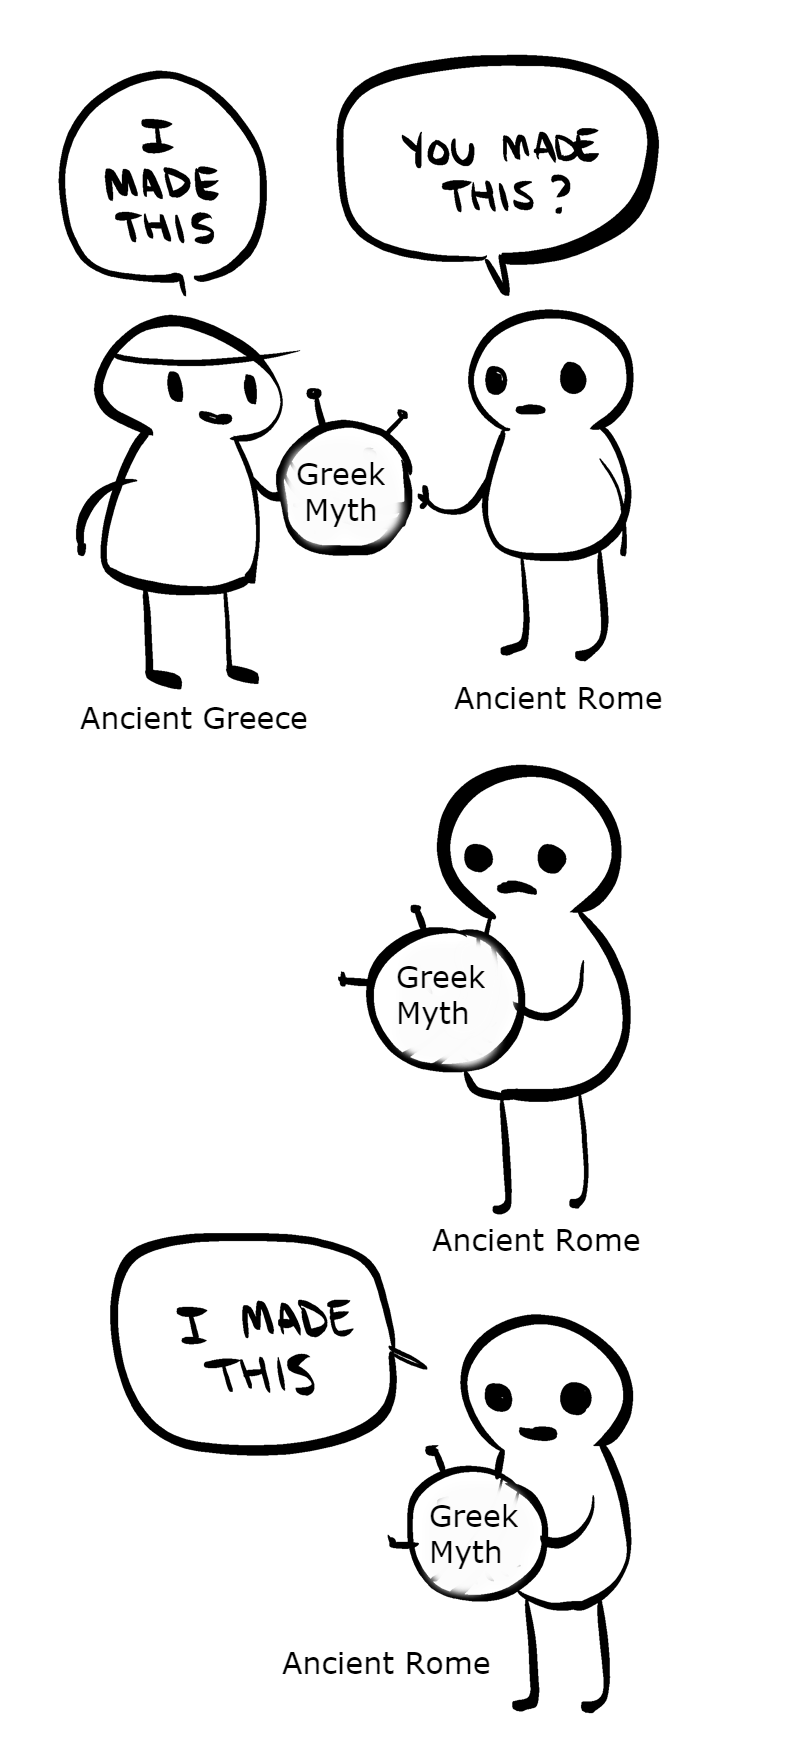 I
MADE
THIS
YOU MADE
THIS?
Greek
Myth
Ancient Greece
Ancient Rome
Greek
Myth
Ancient Rome
I MADE
THIS
Greek
Myth
Ancient Rome